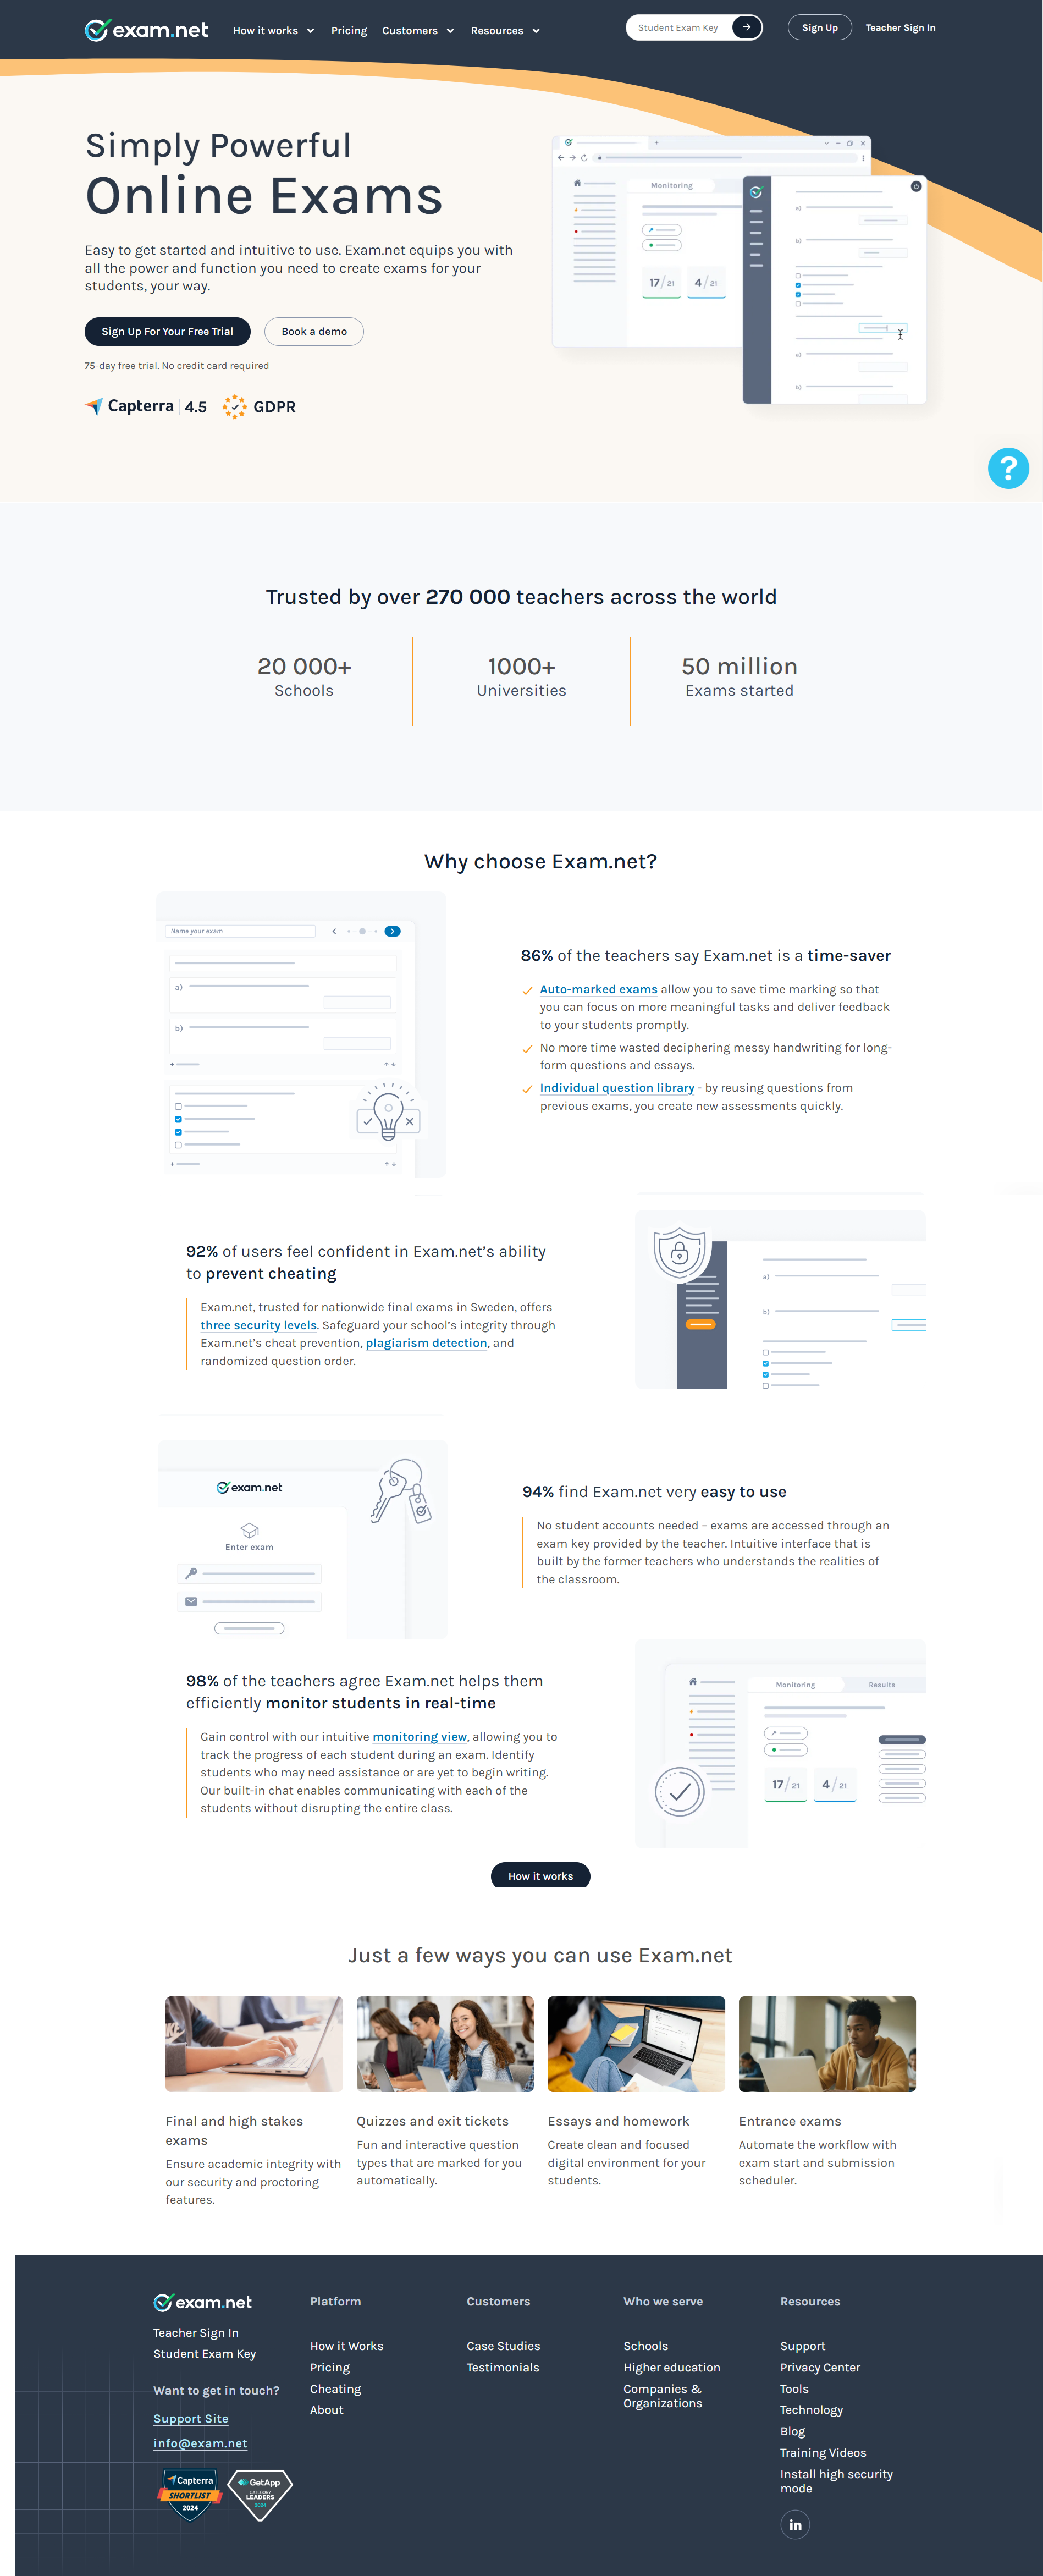 exam.net
How it works
Pricing
Customers
Resources
Student Exam Key
Sign Up
Teacher Sign In
Simply Powerful
Online Exams
Easy to get started and intuitive to use. Exam.net equips you with
all the power and function you need to create exams for your
students, your way.
Sign Up For Your Free Trial
Book a demo
75-day free trial. No credit card required
Capterra 4.5
GDPR
Monitoring
17/21
4/21
a)
b)
a)
b)
?
Trusted by over 270 000 teachers across the world
20 000+
Schools
1000+
Universities
50 million
Exams started
Why choose Exam.net?
Name your exam
a)
b)
86% of the teachers say Exam.net is a time-saver
Auto-marked exams allow you to save time marking so that
you can focus on more meaningful tasks and deliver feedback
to your students promptly.
No more time wasted deciphering messy handwriting for long-
form questions and essays.
Individual question library - by reusing questions from
previous exams, you create new assessments quickly.
92% of users feel confident in Exam.net's ability
to prevent cheating
Exam.net, trusted for nationwide final exams in Sweden, offers
three security levels. Safeguard your school's integrity through
Exam.net's cheat prevention, plagiarism detection, and
randomized question order.
a)
b)
exam.net
Enter exam
94% find Exam.net very easy to use
No student accounts needed – exams are accessed through an
exam key provided by the teacher. Intuitive interface that is
built by the former teachers who understands the realities of
the classroom.
98% of the teachers agree Exam.net helps them
efficiently monitor students in real-time
Gain control with our intuitive monitoring view, allowing you to
track the progress of each student during an exam. Identify
students who may need assistance or are yet to begin writing.
Our built-in chat enables communicating with each of the
students without disrupting the entire class.
Monitoring
Results
17/21
4/21
How it works
Just a few ways you can use Exam.net
Final and high stakes
exams
Ensure academic integrity with
our security and proctoring
features.
Quizzes and exit tickets
Fun and interactive question
types that are marked for you
automatically.
Essays and homework
Create clean and focused
digital environment for your
students.
Entrance exams
Automate the workflow with
exam start and submission
scheduler.
exam.net
Teacher Sign In
Student Exam Key
Want to get in touch?
Support Site
info@exam.net
Capterra
SHORTLIST
2024
GetApp
CATEGORY
LEADERS
2024
Platform
How it Works
Pricing
Cheating
About
Customers
Case Studies
Testimonials
Who we serve
Schools
Higher education
Companies &
Organizations
Resources
Support
Privacy Center
Tools
Technology
Blog
Training Videos
Install high security
mode
in